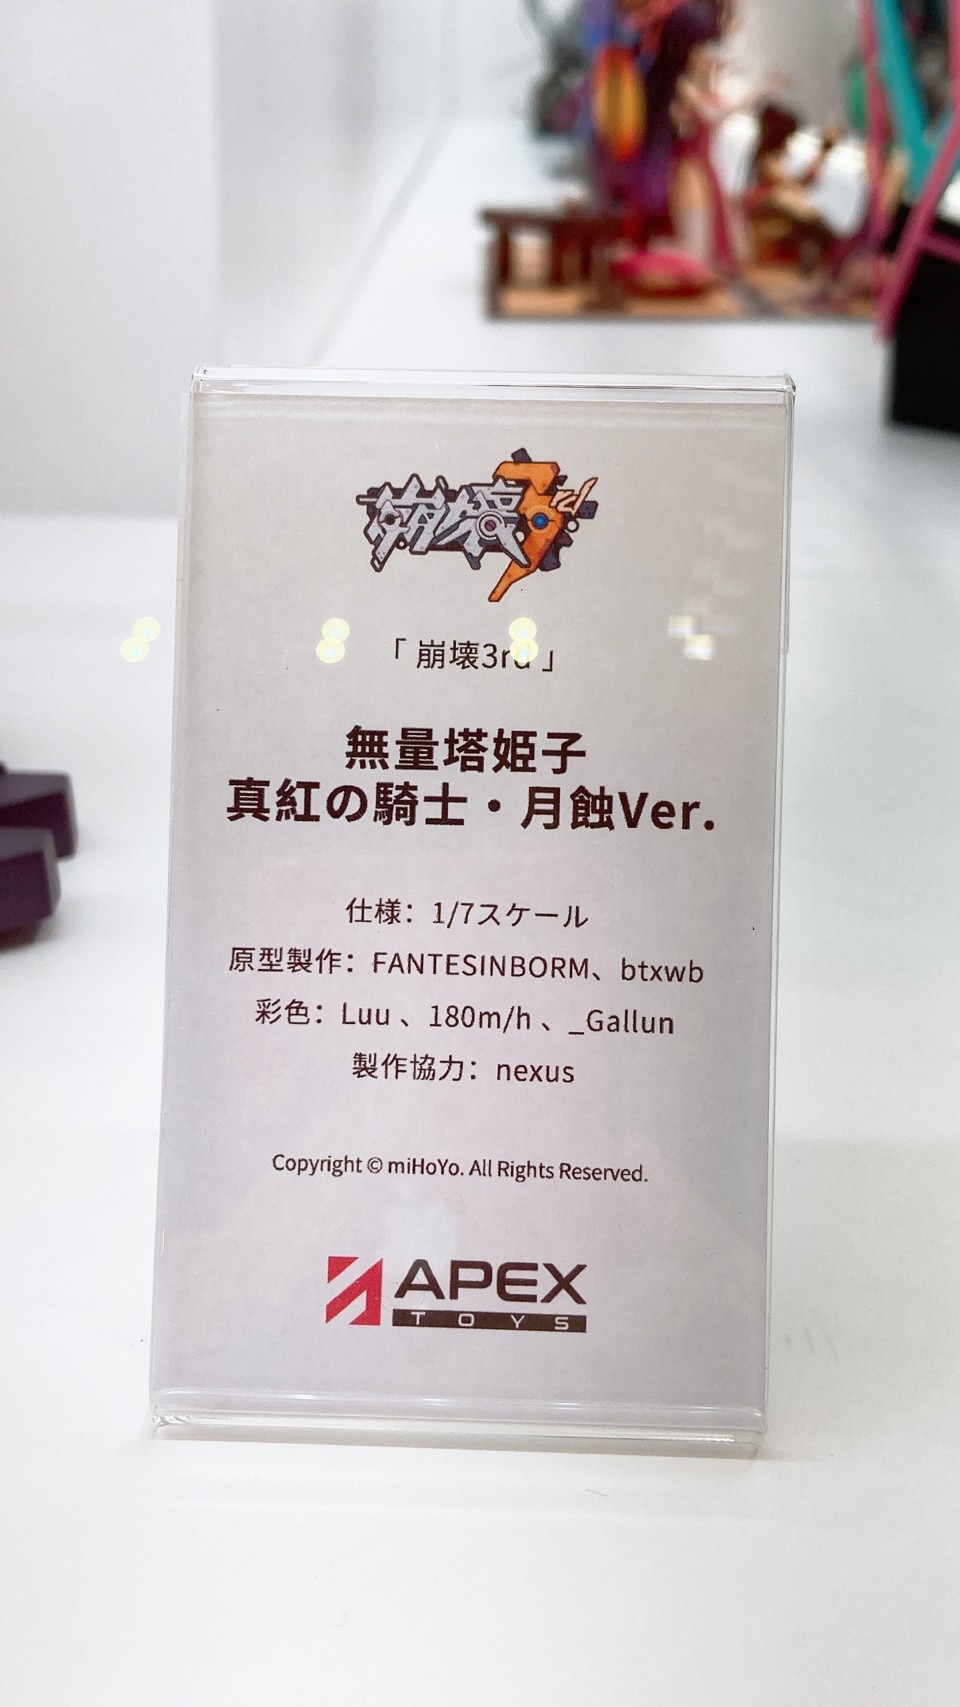 崩壊3rd
「 崩壊3rd 」
無量塔姫子
真紅の騎士・月蝕Ver.
仕様：1/7スケール
原型製作：FANTESINBORM、btxwb
彩色：Luu 、180m/h 、_Gallun
製作協力：nexus
Copyright © miHoYo. All Rights Reserved.
APEX
TOYS